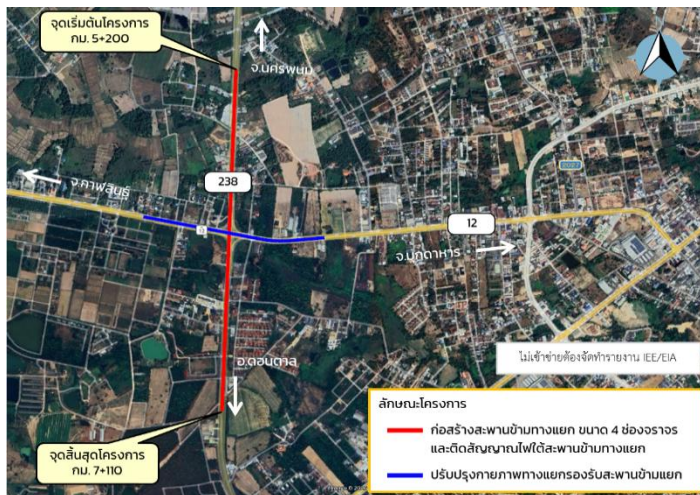 จุดเริ่มต้นโครงการ
กม. 5+200
จ.นครพนม
จ.กาฬสินธุ์
238
12
จ.มุกดาหาร
อ.ดอนตาล
ไม่เข้าข่ายต้องจัดทำรายงาน IEE/EIA
จุดสิ้นสุดโครงการ
กม. 7+110
ลักษณะโครงการ
ก่อสร้างสะพานข้ามทางแยก ขนาด 4 ช่องจราจร
และติดสัญญาณไฟใต้สะพานข้ามทางแยก
ปรับปรุงกายภาพทางแยกรองรับสะพานข้ามแยก